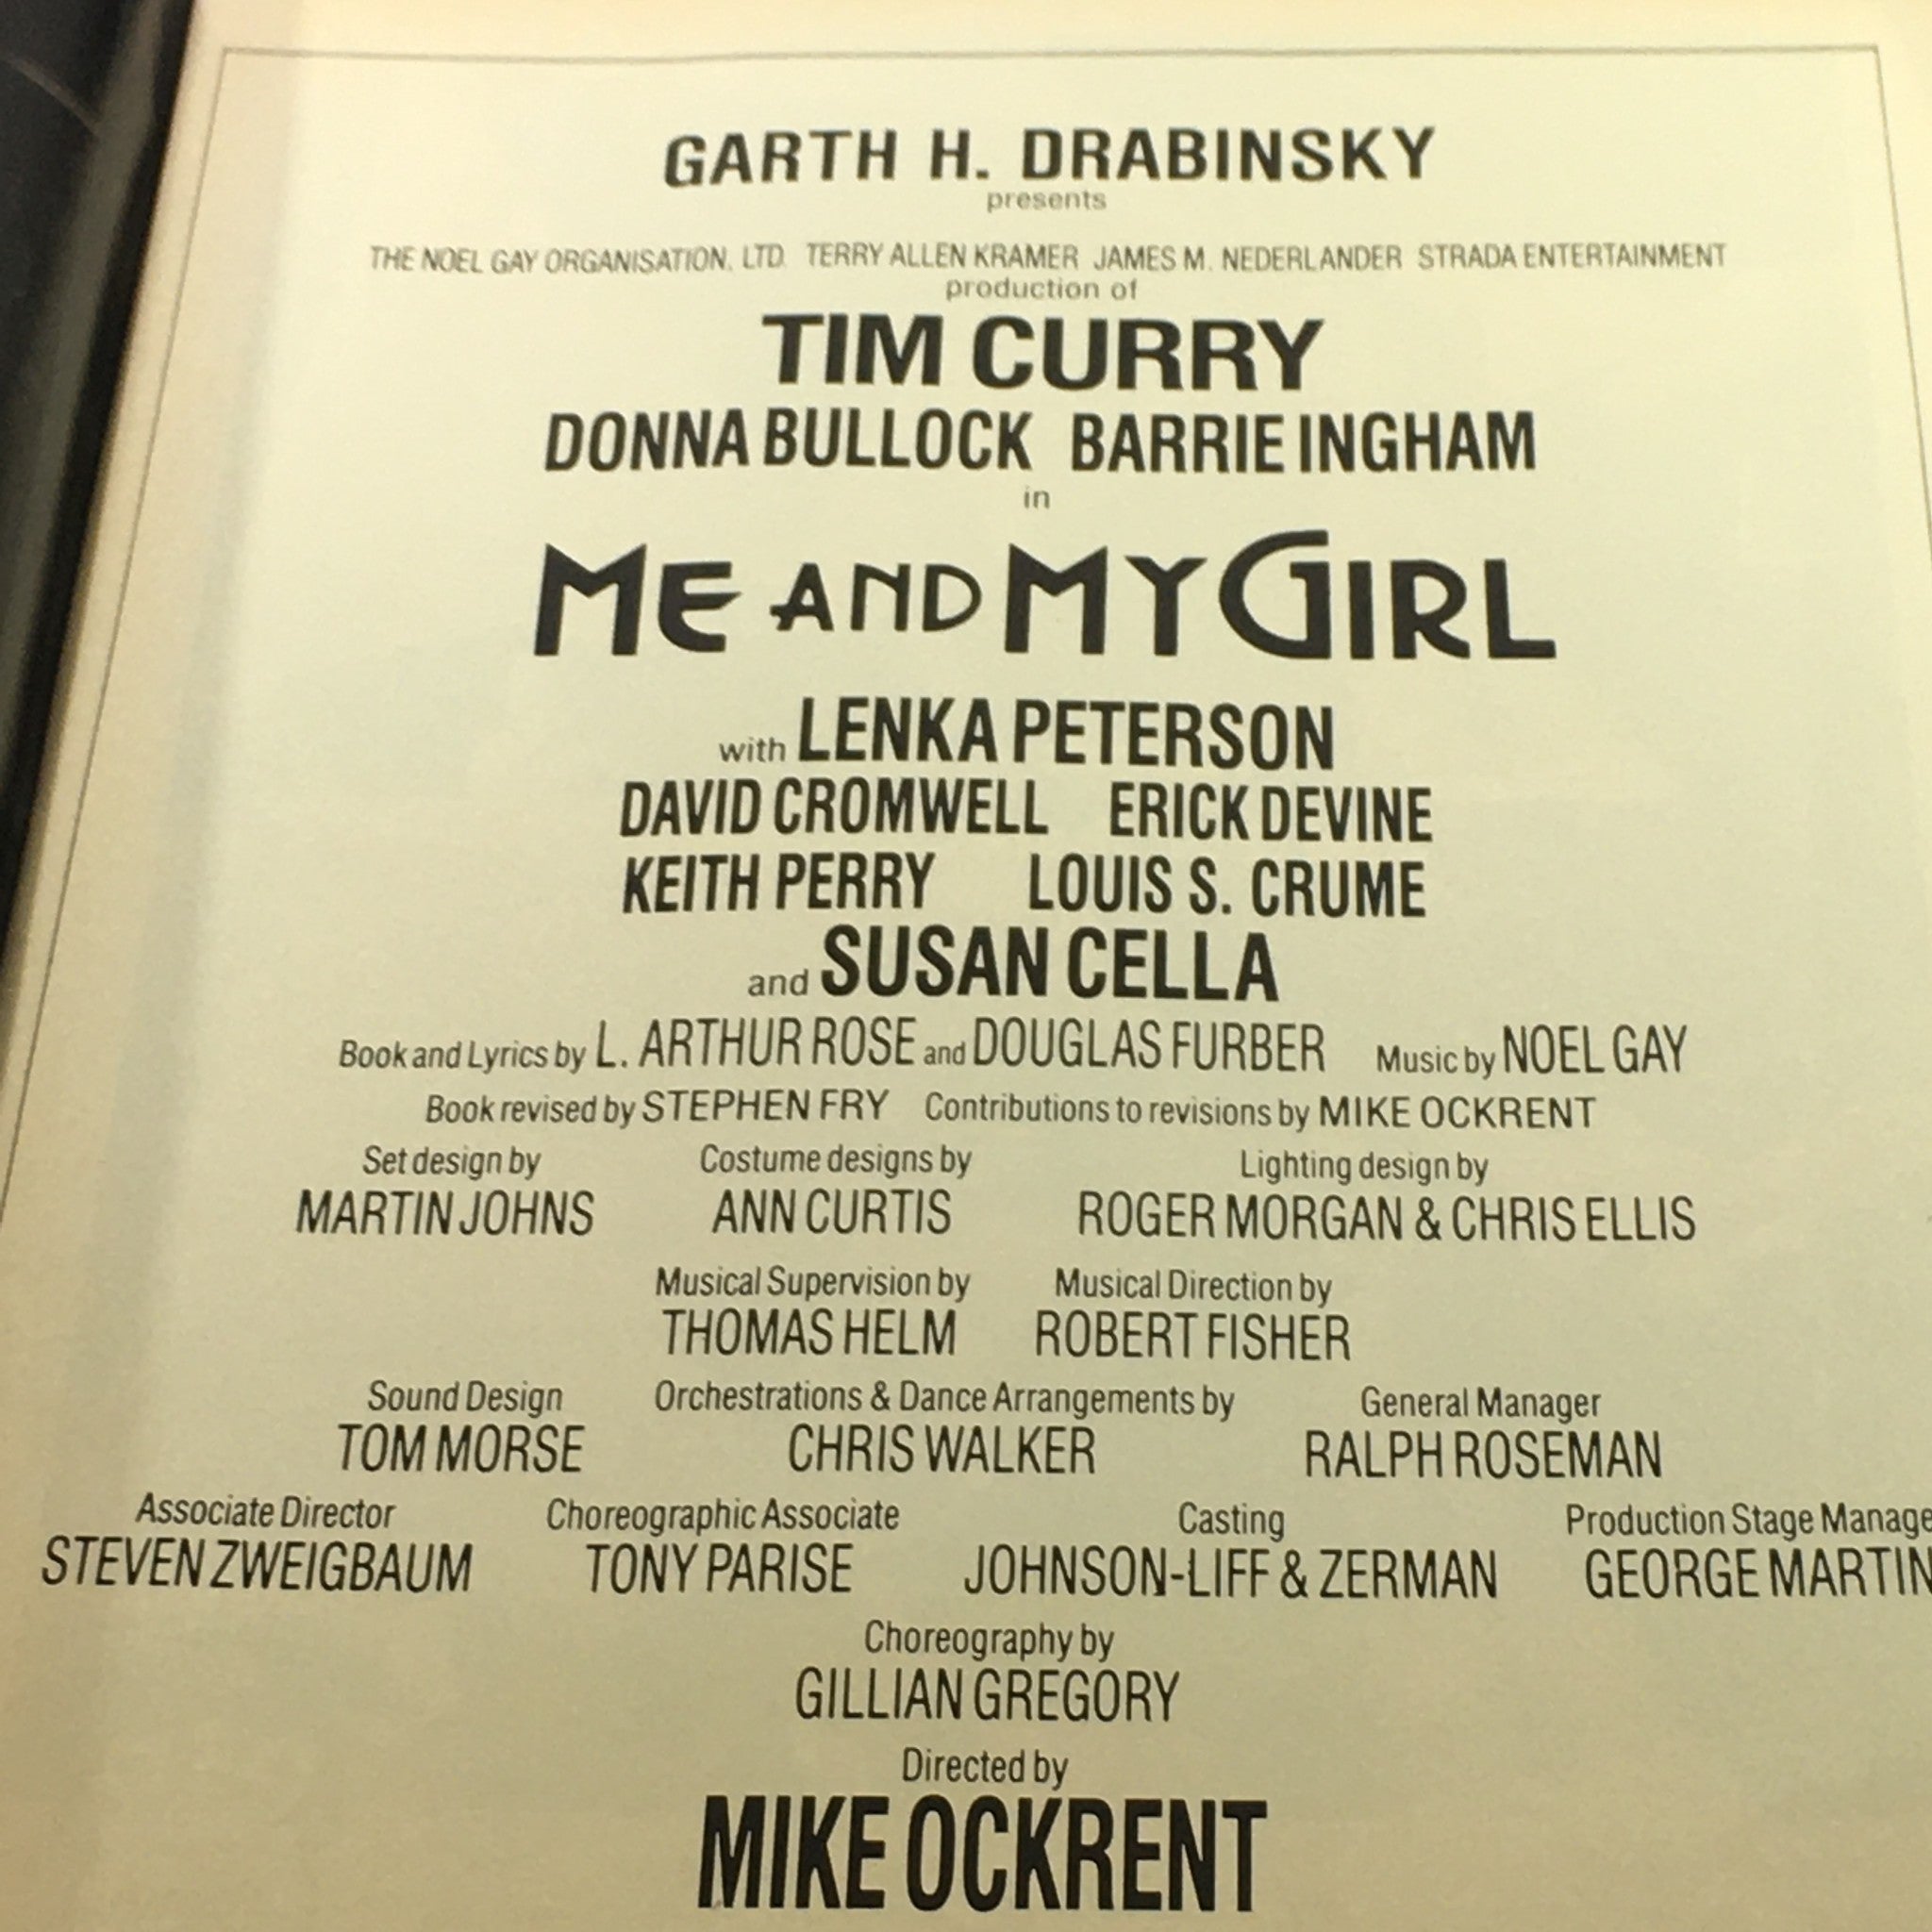 GARTH H. DRABINSKY
presents
THE NOEL GAY ORGANISATION, LTD. TERRY ALLEN KRAMER JAMES M. NEDERLANDER STRADA ENTERTAINMENT
production of
TIM CURRY
DONNA BULLOCK BARRIE INGHAM
in
ME AND MY GIRL
with LENKA PETERSON
DAVID CROMWELL ERICK DEVINE
KEITH PERRY LOUIS S. CRUME
and SUSAN CELLA
Book and Lyrics by L. ARTHUR ROSE and DOUGLAS FURBER Music by NOEL GAY
Book revised by STEPHEN FRY Contributions to revisions by MIKE OCKRENT
Set design by Costume designs by Lighting design by
MARTIN JOHNS ANN CURTIS ROGER MORGAN & CHRIS ELLIS
Musical Supervision by Musical Direction by
THOMAS HELM ROBERT FISHER
Sound Design Orchestrations & Dance Arrangements by General Manager
TOM MORSE CHRIS WALKER RALPH ROSEMAN
Associate Director Choreographic Associate Casting Production Stage Manage
STEVEN ZWEIGBAUM TONY PARISE JOHNSON-LIFF & ZERMAN GEORGE MARTIN
Choreography by
GILLIAN GREGORY
Directed by
MIKE OCKRENT